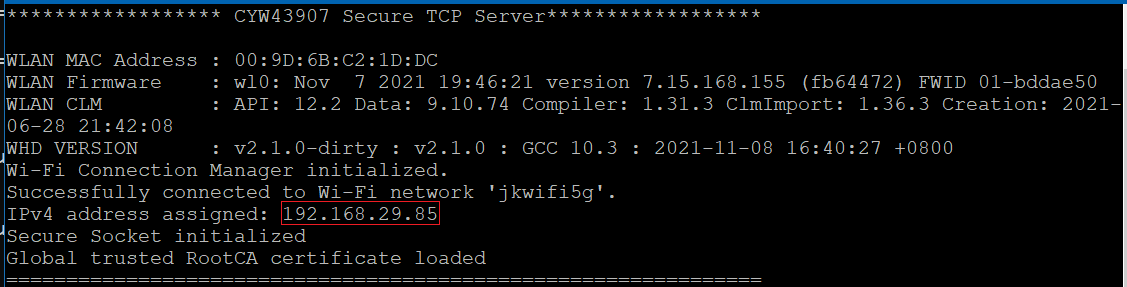 ****************** CYW43907 Secure TCP Server******************
WLAN MAC Address : 00:9D:6B:C2:1D:DC
WLAN Firmware    : wl0: Nov  7 2021 19:46:21 version 7.15.168.155 (fb64472) FWID 01-bddae50
WLAN CLM         : API: 12.2 Data: 9.10.74 Compiler: 1.31.3 ClmImport: 1.36.3 Creation: 2021-
06-28 21:42:08
WHD VERSION      : v2.1.0-dirty : v2.1.0 : GCC 10.3 : 2021-11-08 16:40:27 +0800
Wi-Fi Connection Manager initialized.
Successfully connected to Wi-Fi network 'jkwifi5g'.
IPv4 address assigned: 192.168.29.85
Secure Socket initialized
Global trusted RootCA certificate loaded
===============================================================